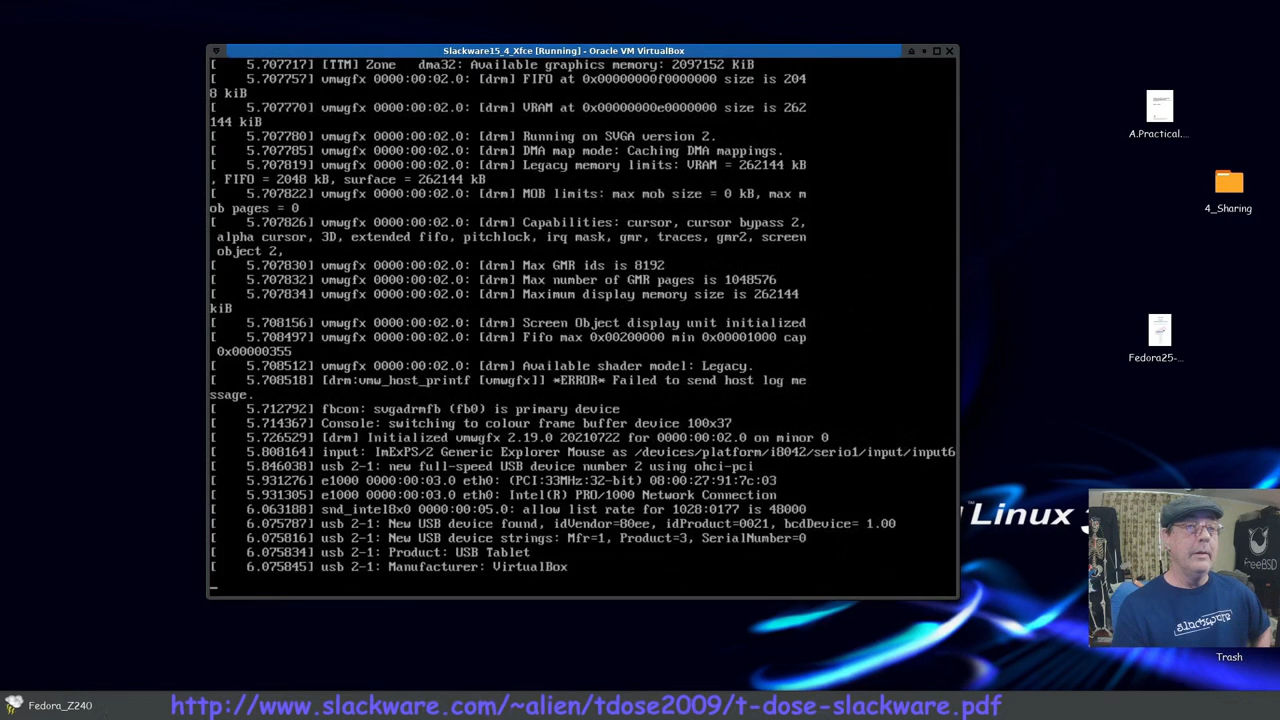 Slackware15_4_Xfce [Running] - Oracle VM VirtualBox
[    5.707717] [TTM] Zone   dma32: Available graphics memory: 2097152 KiB
[    5.707757] vmwgfx 0000:00:02.0: [drm] FIFO at 0x00000000f0000000 size is 204
8 kiB
[    5.707770] vmwgfx 0000:00:02.0: [drm] VRAM at 0x00000000e0000000 size is 262
144 kiB
[    5.707780] vmwgfx 0000:00:02.0: [drm] Running on SVGA version 2.
[    5.707785] vmwgfx 0000:00:02.0: [drm] DMA map mode: Caching DMA mappings.
[    5.707819] vmwgfx 0000:00:02.0: [drm] Legacy memory limits: VRAM = 262144 kB
, FIFO = 2048 kB, surface = 262144 kB
[    5.707822] vmwgfx 0000:00:02.0: [drm] MOB limits: max mob size = 0 kB, max m
ob pages = 0
[    5.707826] vmwgfx 0000:00:02.0: [drm] Capabilities: cursor, cursor bypass 2,
 alpha cursor, 3D, extended fifo, pitchlock, irq mask, gmr, traces, gmr2, screen
 object 2,
[    5.707830] vmwgfx 0000:00:02.0: [drm] Max GMR ids is 8192
[    5.707832] vmwgfx 0000:00:02.0: [drm] Max number of GMR pages is 1048576
[    5.707834] vmwgfx 0000:00:02.0: [drm] Maximum display memory size is 262144
kiB
[    5.708156] vmwgfx 0000:00:02.0: [drm] Screen Object display unit initialized
[    5.708497] vmwgfx 0000:00:02.0: [drm] Fifo max 0x00200000 min 0x00001000 cap
 0x00000355
[    5.708512] vmwgfx 0000:00:02.0: [drm] Available shader model: Legacy.
[    5.708518] [drm:vmw_host_printf [vmwgfx]] *ERROR* Failed to send host log me
ssage.
[    5.712792] fbcon: svgadrmfb (fb0) is primary device
[    5.714367] Console: switching to colour frame buffer device 100x37
[    5.726529] [drm] Initialized vmwgfx 2.19.0 20210722 for 0000:00:02.0 on minor 0
[    5.808164] input: ImExPS/2 Generic Explorer Mouse as /devices/platform/i8042/serio1/input/input6
[    5.846038] usb 2-1: new full-speed USB device number 2 using ohci-pci
[    5.931276] e1000 0000:00:03.0 eth0: (PCI:33MHz:32-bit) 08:00:27:91:7c:03
[    5.931305] e1000 0000:00:03.0 eth0: Intel(R) PRO/1000 Network Connection
[    6.063188] snd_intel8x0 0000:00:05.0: allow list rate for 1028:0177 is 48000
[    6.075787] usb 2-1: New USB device found, idVendor=80ee, idProduct=0021, bcdDevice= 1.00
[    6.075816] usb 2-1: New USB device strings: Mfr=1, Product=3, SerialNumber=0
[    6.075834] usb 2-1: Product: USB Tablet
[    6.075845] usb 2-1: Manufacturer: VirtualBox
A.Practical....
4_Sharing
Fedora25-...
™
Linux
FreeBSD
slackware
Trash
Fedora_Z240
http://www.slackware.com/~alien/tdose2009/t-dose-slackware.pdf